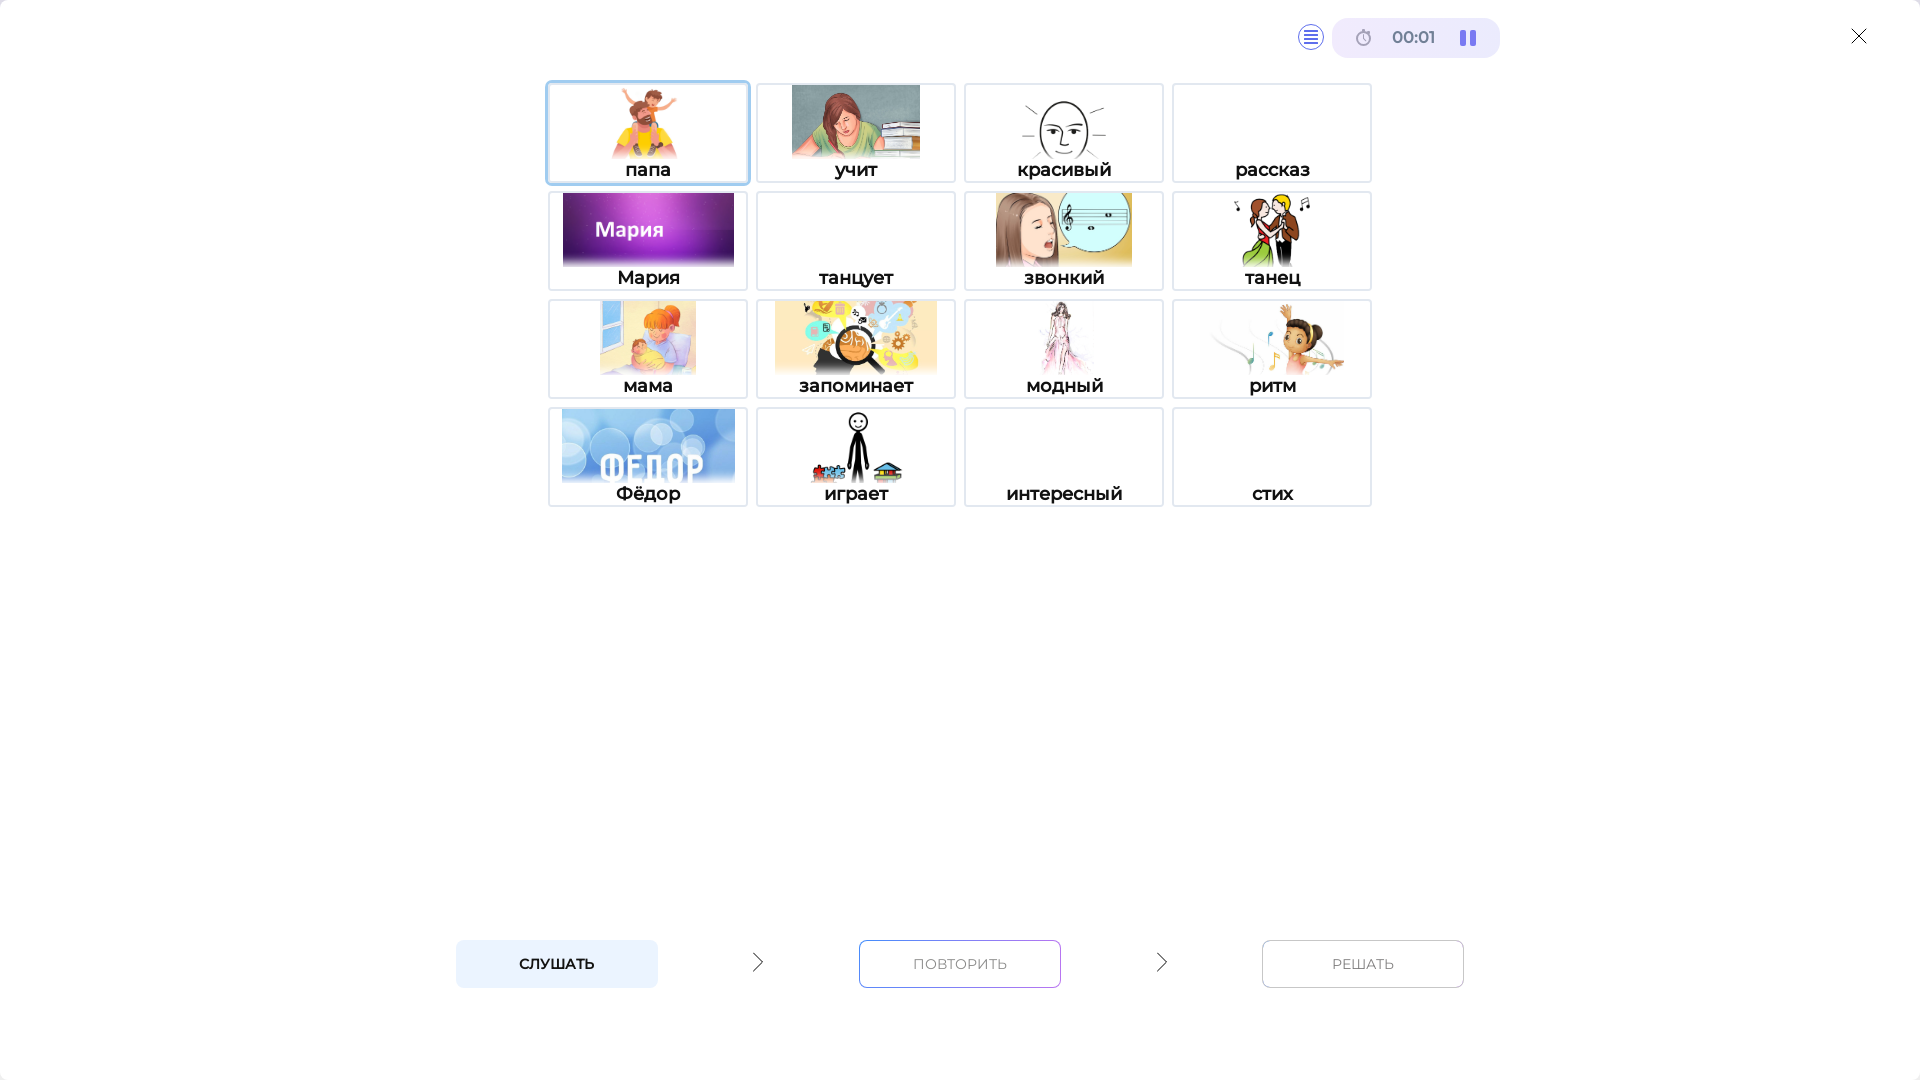 00:01
папа
учит
красивый
рассказ
Мария
Мария
танцует
звонкий
танец
мама
запоминает
модный
ритм
ФЕДОР
Фёдор
играет
интересный
стих
СЛУШАТЬ
ПОВТОРИТЬ
РЕШАТЬ